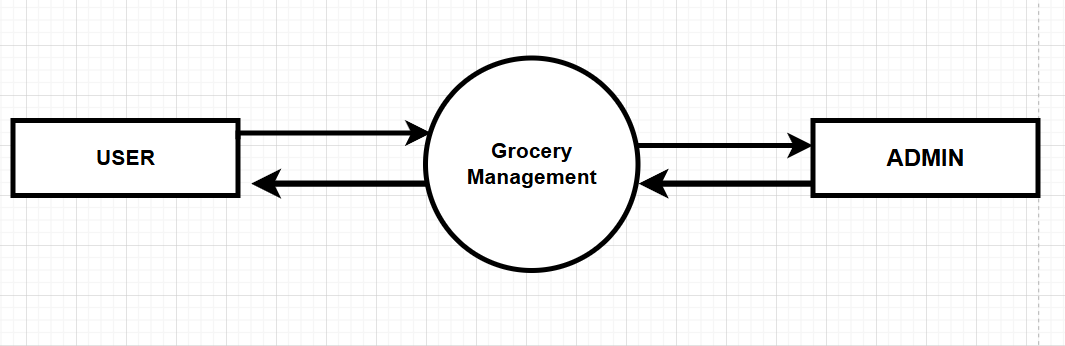 USER
Grocery
Management
ADMIN